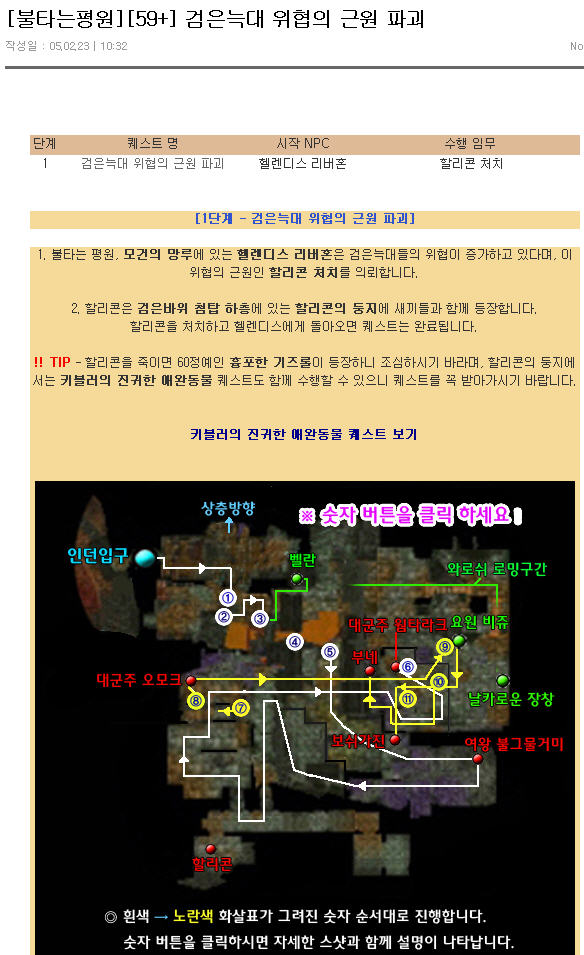 [불타는평원][59+] 검은늑대 위협의 근원 파괴
작성일 : 05.02.23 | 10:32
No
단계 퀘스트 명 시작 NPC 수행 임무
1 검은늑대 위협의 근원 파괴 헬렌디스 리버혼 할리콘 처치
[1단계 - 검은늑대 위협의 근원 파괴]
1. 불타는 평원, 모건의 망루에 있는 헬렌디스 리버혼은 검은늑대들의 위협이 증가하고 있다며, 이
위협의 근원인 할리콘 처치를 의뢰합니다.
2. 할리콘은 검은바위 첨탑 하층에 있는 할리콘의 둥지에 새끼들과 함께 등장합니다.
할리콘을 처치하고 헬렌디스에게 돌아오면 퀘스트는 완료됩니다.
!! TIP - 할리콘을 죽이면 60정예인 흉포한 기즈룰이 등장하니 조심하시기 바라며, 할리콘의 둥지에
서는 키블러의 진귀한 애완동물 퀘스트도 함께 수행할 수 있으니 퀘스트를 꼭 받아가시기 바랍니다.
키블러의 진귀한 애완동물 퀘스트 보기
상층방향
※ 숫자 버튼을 클릭 하세요!
인던입구
벨란
와로쉬 로밍구간
①
②
③
대군주 웜타라크
요원 비쥬
④
⑤
부네
⑥
⑨
대군주 오모크
⑩
날카로운 장창
⑧
⑦
⑪
보쉬가진
여왕 불그물거미
할리콘
◎ 흰색 → 노란색 화살표가 그려진 숫자 순서대로 진행합니다.
숫자 버튼을 클릭하시면 자세한 스샷과 함께 설명이 나타납니다.